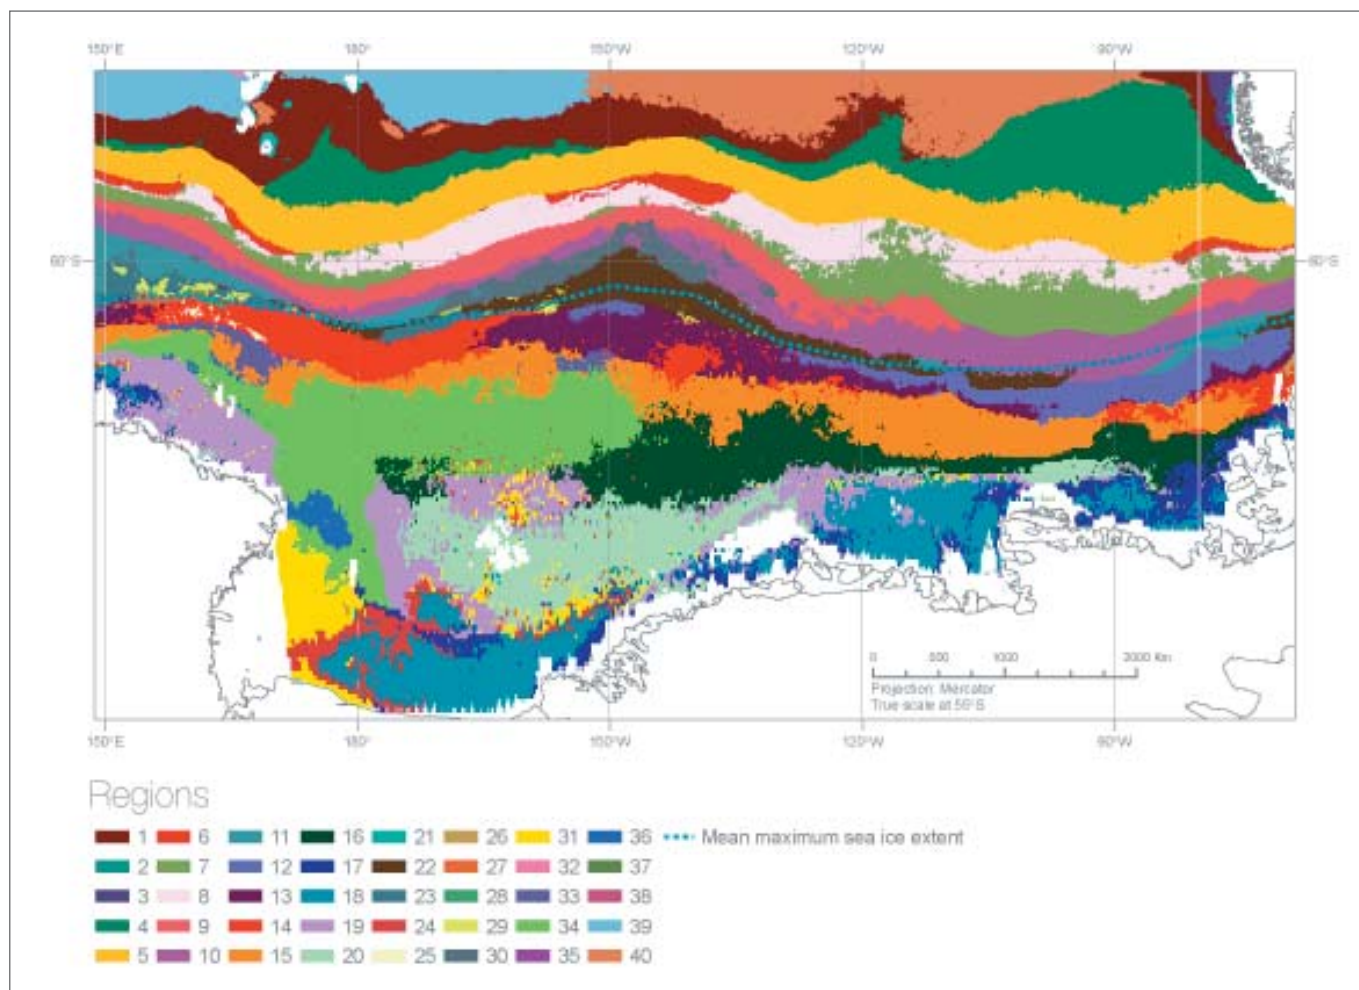 150°E 180° 150°W 120°W 90°W
60°S 60°S
0 500 1000 2000 Km
Projection: Mercator
True scale at 55°S
150°E 180° 150°W 120°W 90°W
Regions
1 6 11 16 21 26 31 36 Mean maximum sea ice extent
2 7 12 17 22 27 32 37
3 8 13 18 23 28 33 38
4 9 14 19 24 29 34 39
5 10 15 20 25 30 35 40